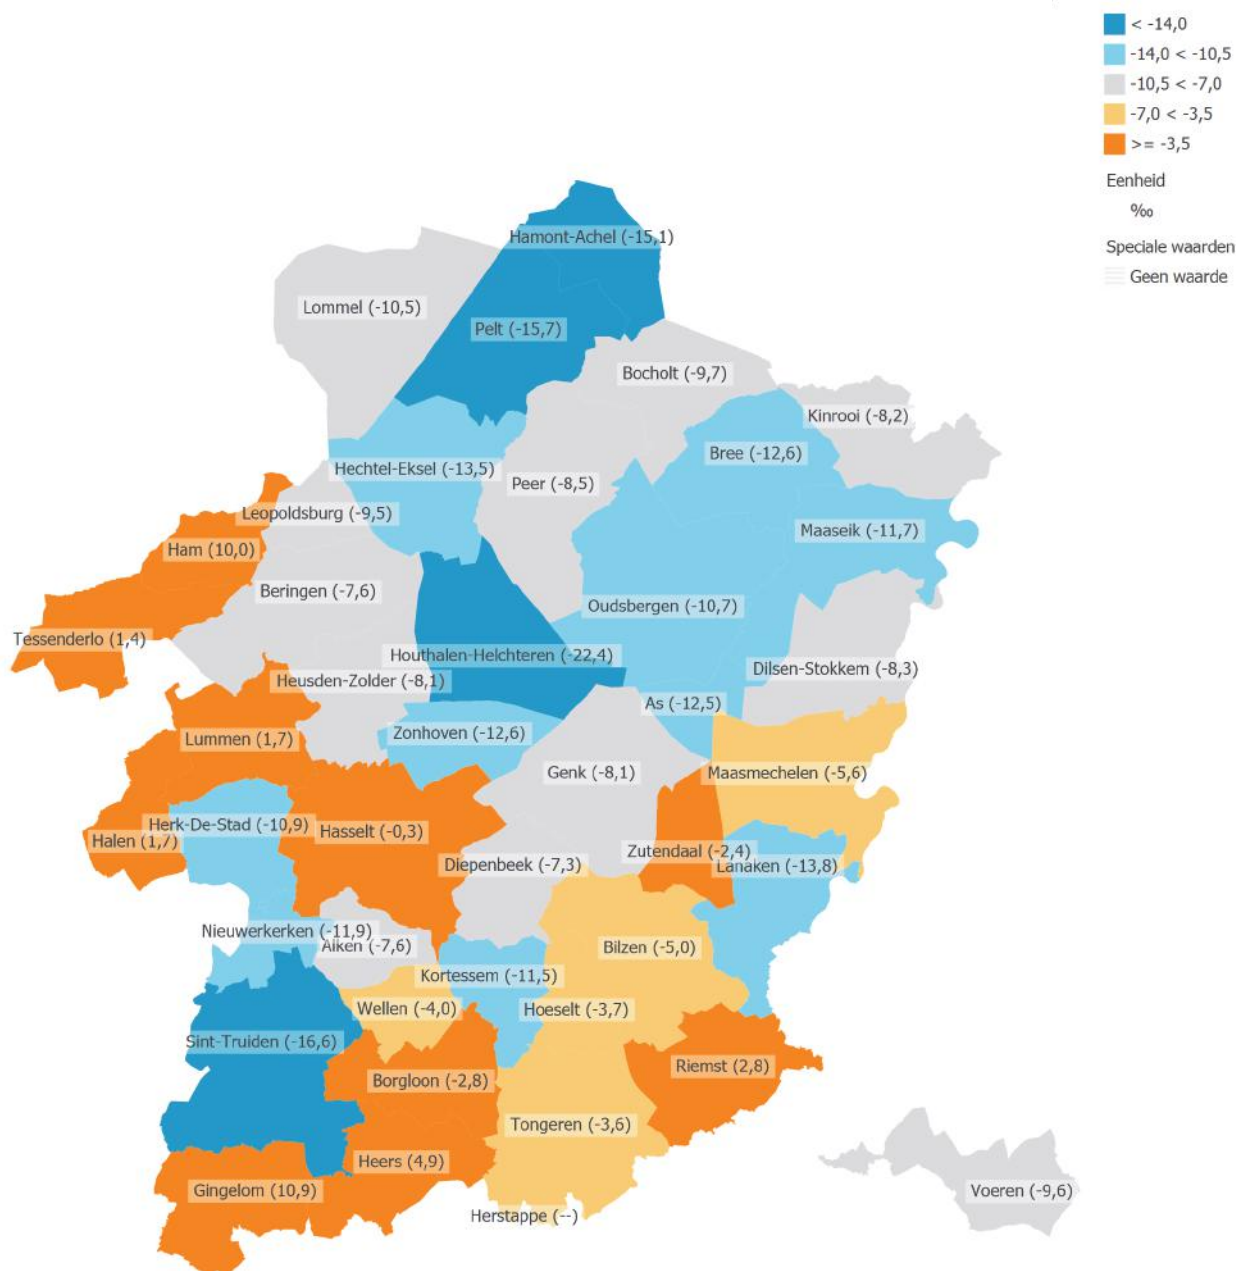 < -14,0
-14,0 < -10,5
-10,5 < -7,0
-7,0 < -3,5
>= -3,5
Eenheid
‰
Speciale waarden
Geen waarde
Hamont-Achel (-15,1)
Lommel (-10,5)
Pelt (-15,7)
Bocholt (-9,7)
Kinrooi (-8,2)
Bree (-12,6)
Hechtel-Eksel (-13,5)
Peer (-8,5)
Leopoldsburg (-9,5)
Maaseik (-11,7)
Ham (10,0)
Beringen (-7,6)
Oudsbergen (-10,7)
Tessenderlo (1,4)
Houthalen-Helchteren (-22,4)
Dilsen-Stokkem (-8,3)
Heusden-Zolder (-8,1)
As (-12,5)
Zonhoven (-12,6)
Lummen (1,7)
Genk (-8,1)
Maasmechelen (-5,6)
Herk-De-Stad (-10,9)
Hasselt (-0,3)
Halen (1,7)
Zutendaal (-2,4)
Diepenbeek (-7,3)
Lanaken (-13,8)
Nieuwerkerken (-11,9)
Alken (-7,6)
Bilzen (-5,0)
Kortessem (-11,5)
Wellen (-4,0)
Hoeselt (-3,7)
Sint-Truiden (-16,6)
Riemst (2,8)
Borgloon (-2,8)
Tongeren (-3,6)
Heers (4,9)
Gingelom (10,9)
Voeren (-9,6)
Herstappe (--)